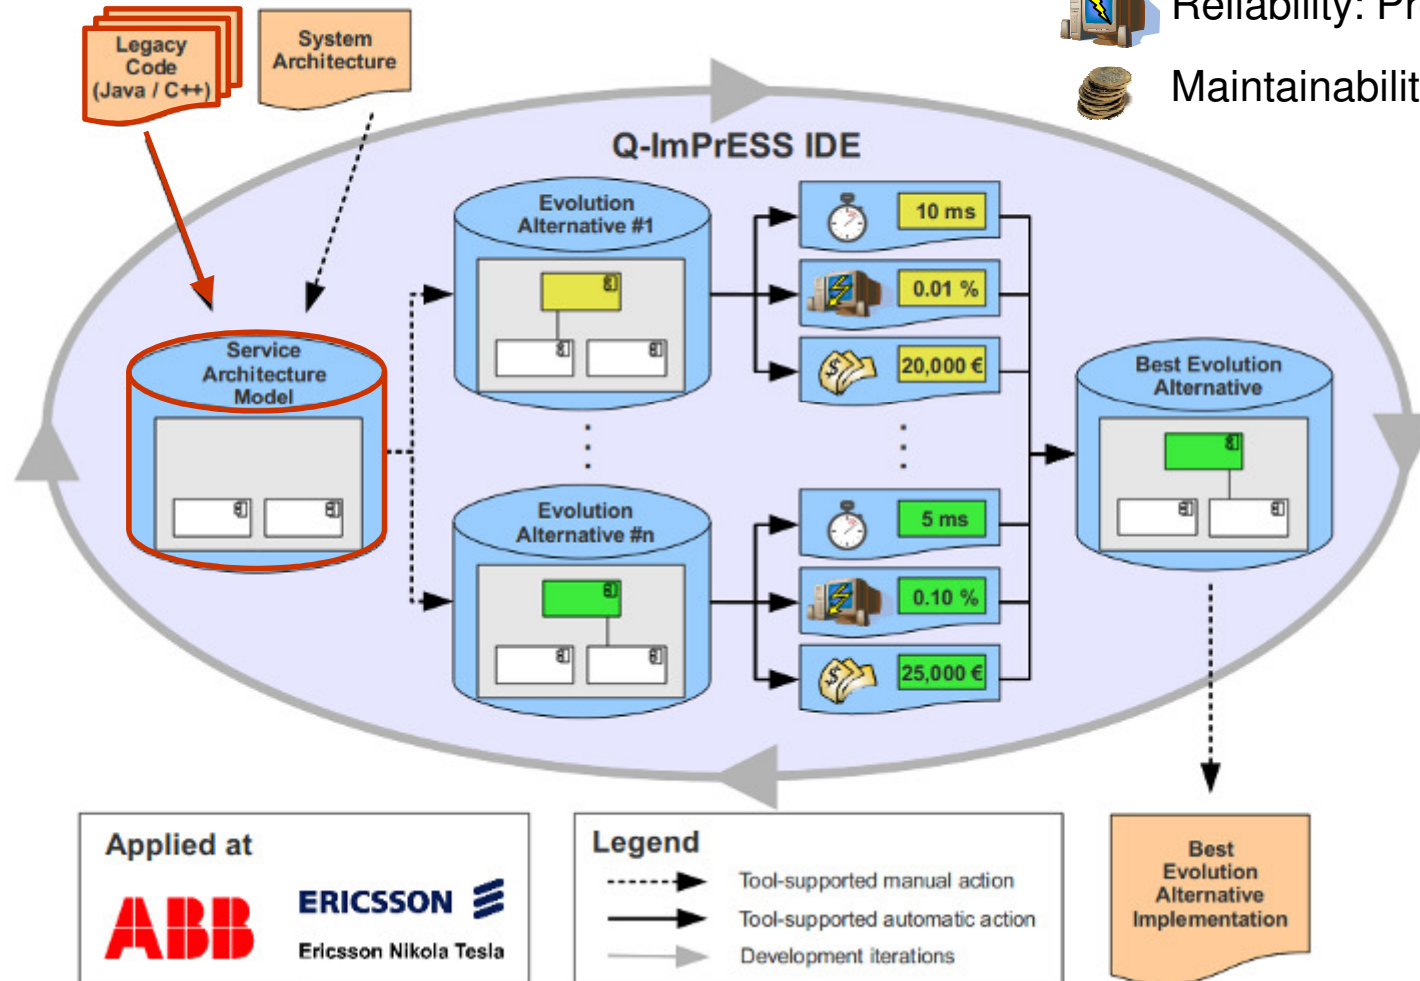 Reliability: Pr
Maintainabilit
Legacy
Code
(Java / C++)
System
Architecture
Q-ImPrESS IDE
Evolution
Alternative #1
10 ms
0.01 %
20,000 €
Service
Architecture
Model
Best Evolution
Alternative
Evolution
Alternative #n
5 ms
0.10 %
25,000 €
Applied at
ABB
ERICSSON
Ericsson Nikola Tesla
Legend
Tool-supported manual action
Tool-supported automatic action
Development iterations
Best
Evolution
Alternative
Implementation